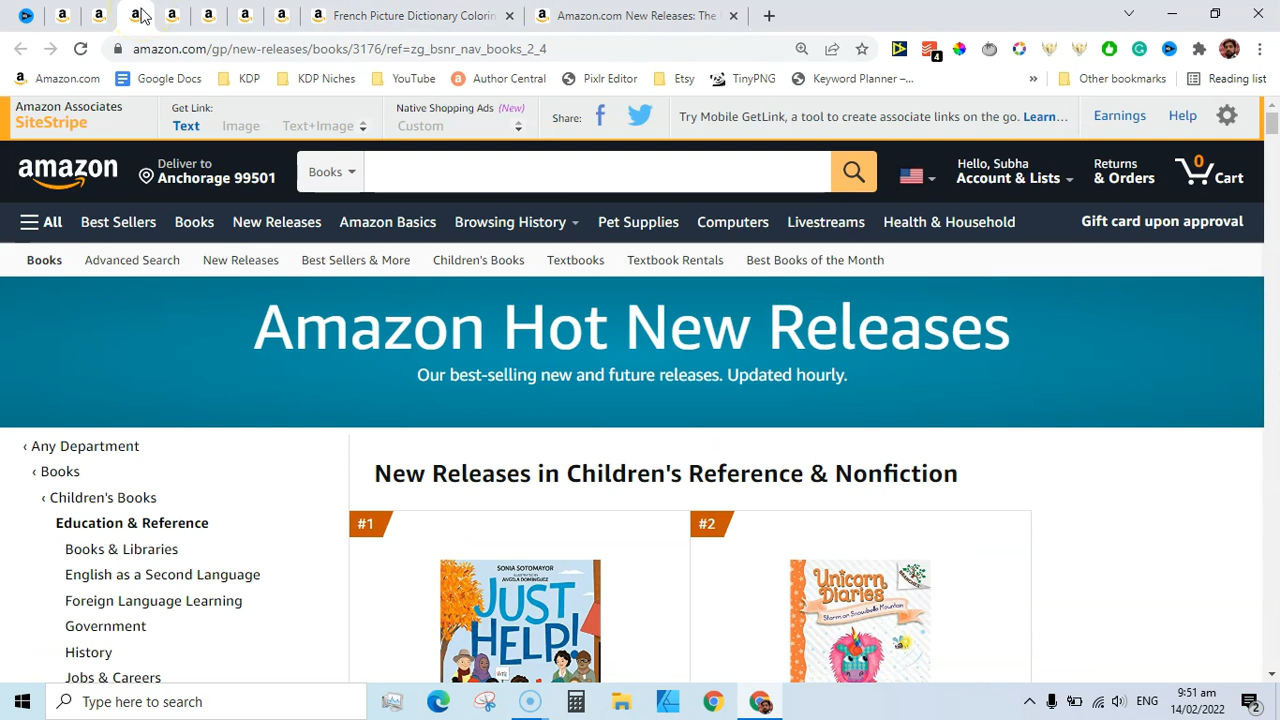 French Picture Dictionary Colorin
Amazon.com New Releases: The
amazon.com/gp/new-releases/books/3176/ref=zg_bsnr_nav_books_2_4
4
Amazon.com
Google Docs
KDP
KDP Niches
YouTube
Author Central
Pixlr Editor
Etsy
TinyPNG
Keyword Planner –...
»
Other bookmarks
Reading list
Amazon Associates
SiteStripe
Get Link:
Text
Image
Text+Image
Native Shopping Ads (New)
Custom
Share:
Try Mobile GetLink, a tool to create associate links on the go. Learn...
Earnings
Help
amazon
Deliver to
Anchorage 99501
Books
Hello, Subha
Account & Lists
Returns
& Orders
0
Cart
All
Best Sellers
Books
New Releases
Amazon Basics
Browsing History
Pet Supplies
Computers
Livestreams
Health & Household
Gift card upon approval
Books
Advanced Search
New Releases
Best Sellers & More
Children's Books
Textbooks
Textbook Rentals
Best Books of the Month
Amazon Hot New Releases
Our best-selling new and future releases. Updated hourly.
‹ Any Department
‹ Books
‹ Children's Books
Education & Reference
Books & Libraries
English as a Second Language
Foreign Language Learning
Government
History
Jobs & Careers
New Releases in Children's Reference & Nonfiction
#1
SONIA SOTOMAYOR
ANGELA DOMINGUEZ
JUST
HELP!
#2
Unicorn
Diaries
Storm on Snowbelle Mountain
Type here to search
ENG
9:51 am
14/02/2022
2